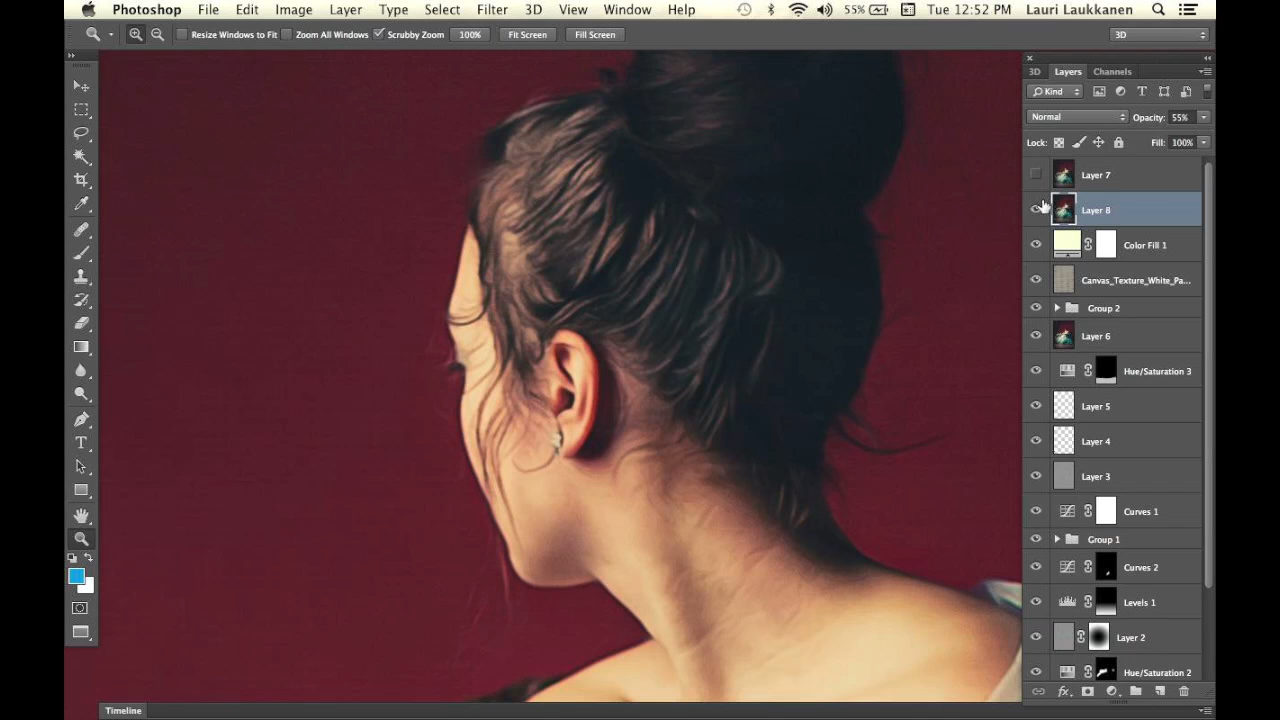 Photoshop File Edit Image Layer Type Select Filter 3D View Window Help 55% Tue 12:52 PM Lauri Laukkanen
Resize Windows to Fit Zoom All Windows Scrubby Zoom 100% Fit Screen Fill Screen 3D
3D Layers Channels
Kind T
Normal Opacity: 55%
Lock: Fill: 100%
Layer 7
Layer 8
Color Fill 1
Canvas_Texture_White_Pa...
Group 2
Layer 6
Hue/Saturation 3
Layer 5
Layer 4
T
Layer 3
Curves 1
Group 1
Curves 2
Levels 1
Layer 2
Hue/Saturation 2
fx
Timeline